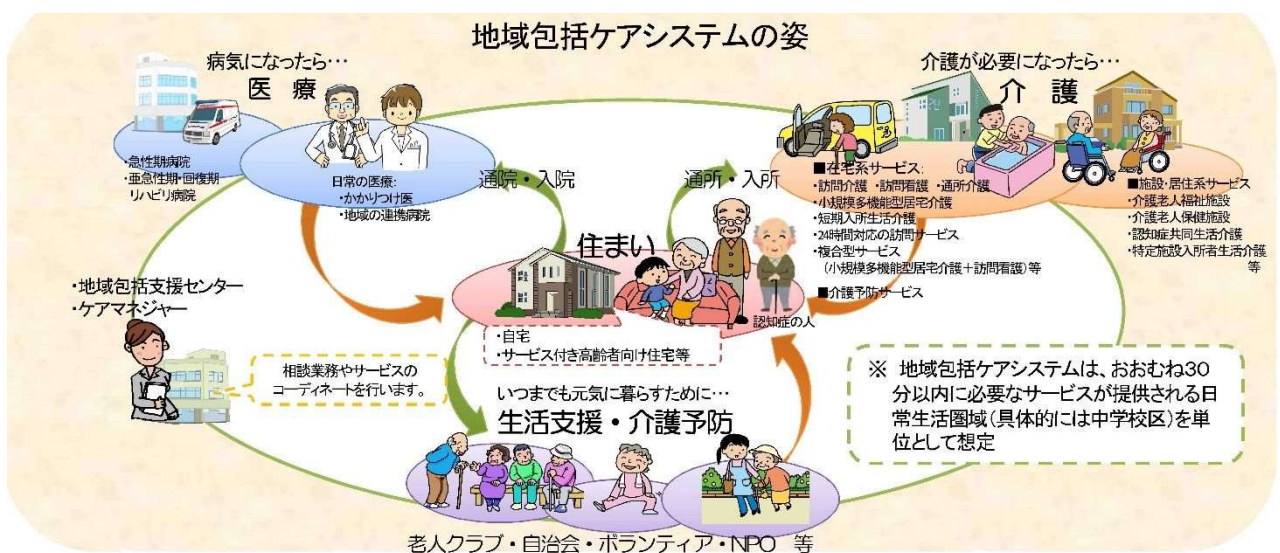 地域包括ケアシステムの姿
病気になったら…
医 療
・急性期病院
・亜急性期・回復期
リハビリ病院
日常の医療:
・かかりつけ医
・地域の連携病院
通院・入院
通所・入所
介護が必要になったら…
介 護
■在宅系サービス:
・訪問介護 ・訪問看護 ・通所介護
・小規模多機能型居宅介護
・短期入所生活介護
・24時間対応の訪問サービス
・複合型サービス
(小規模多機能型居宅介護+訪問看護)等
■介護予防サービス
■施設・居住系サービス
・介護老人福祉施設
・介護老人保健施設
・認知症共同生活介護
・特定施設入所者生活介護
等
住まい
認知症の人
・自宅
・サービス付き高齢者向け住宅等
・地域包括支援センター
・ケアマネジャー
相談業務やサービスの
コーディネートを行います。
いつまでも元気に暮らすために…
生活支援・介護予防
老人クラブ・自治会・ボランティア・NPO 等
※ 地域包括ケアシステムは、おおむね30
分以内に必要なサービスが提供される日
常生活圏域(具体的には中学校区)を単
位として想定